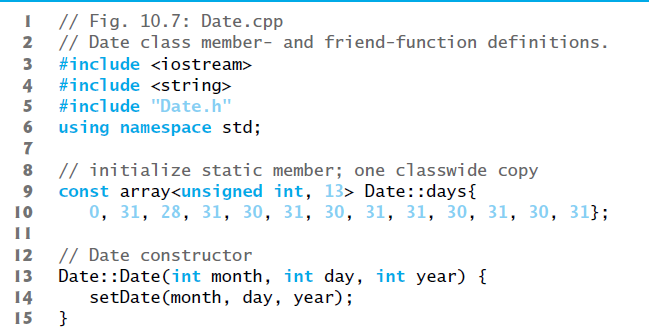 1 // Fig. 10.7: Date.cpp
2 // Date class member- and friend-function definitions.
3 #include <iostream>
4 #include <string>
5 #include "Date.h"
6 using namespace std;
7
8 // initialize static member; one classwide copy
9 const array<unsigned int, 13> Date::days{
10    0, 31, 28, 31, 30, 31, 30, 31, 31, 30, 31, 30, 31};
11
12 // Date constructor
13 Date::Date(int month, int day, int year) {
14    setDate(month, day, year);
15 }